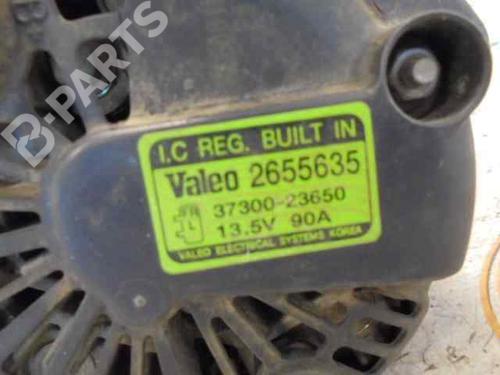 B-PARTS
I.C REG. BUILT IN
Valeo 2655635
37300-23650
13.5V 90A
VALEO ELECTRICAL SYSTEMS KOREA
B